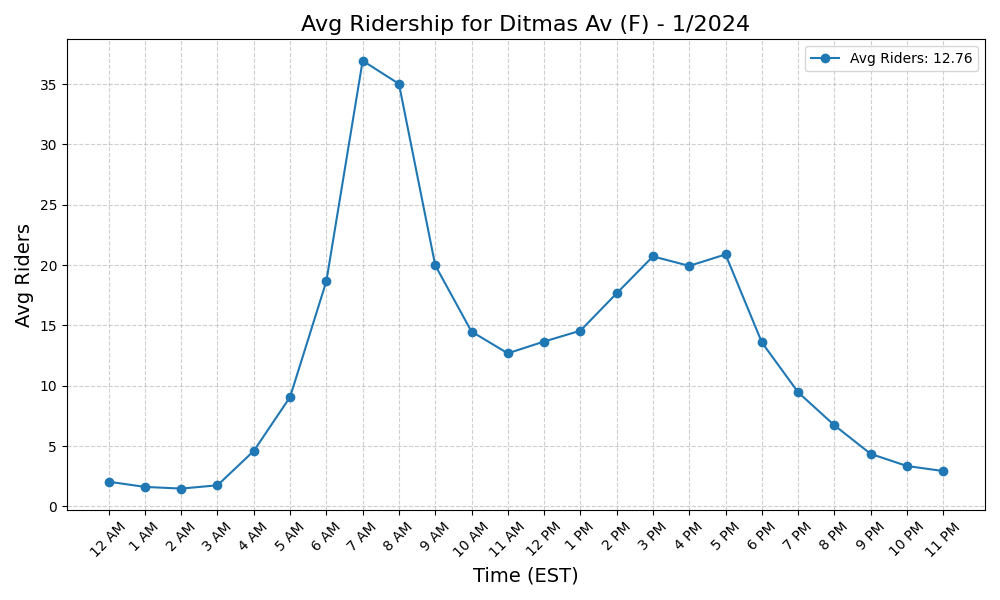 Avg Ridership for Ditmas Av (F) - 1/2024
Avg Riders: 12.76
Avg Riders
35
30
25
20
15
10
5
0
12 AM
1 AM
2 AM
3 AM
4 AM
5 AM
6 AM
7 AM
8 AM
9 AM
10 AM
11 AM
12 PM
1 PM
2 PM
3 PM
4 PM
5 PM
6 PM
7 PM
8 PM
9 PM
10 PM
11 PM
Time (EST)